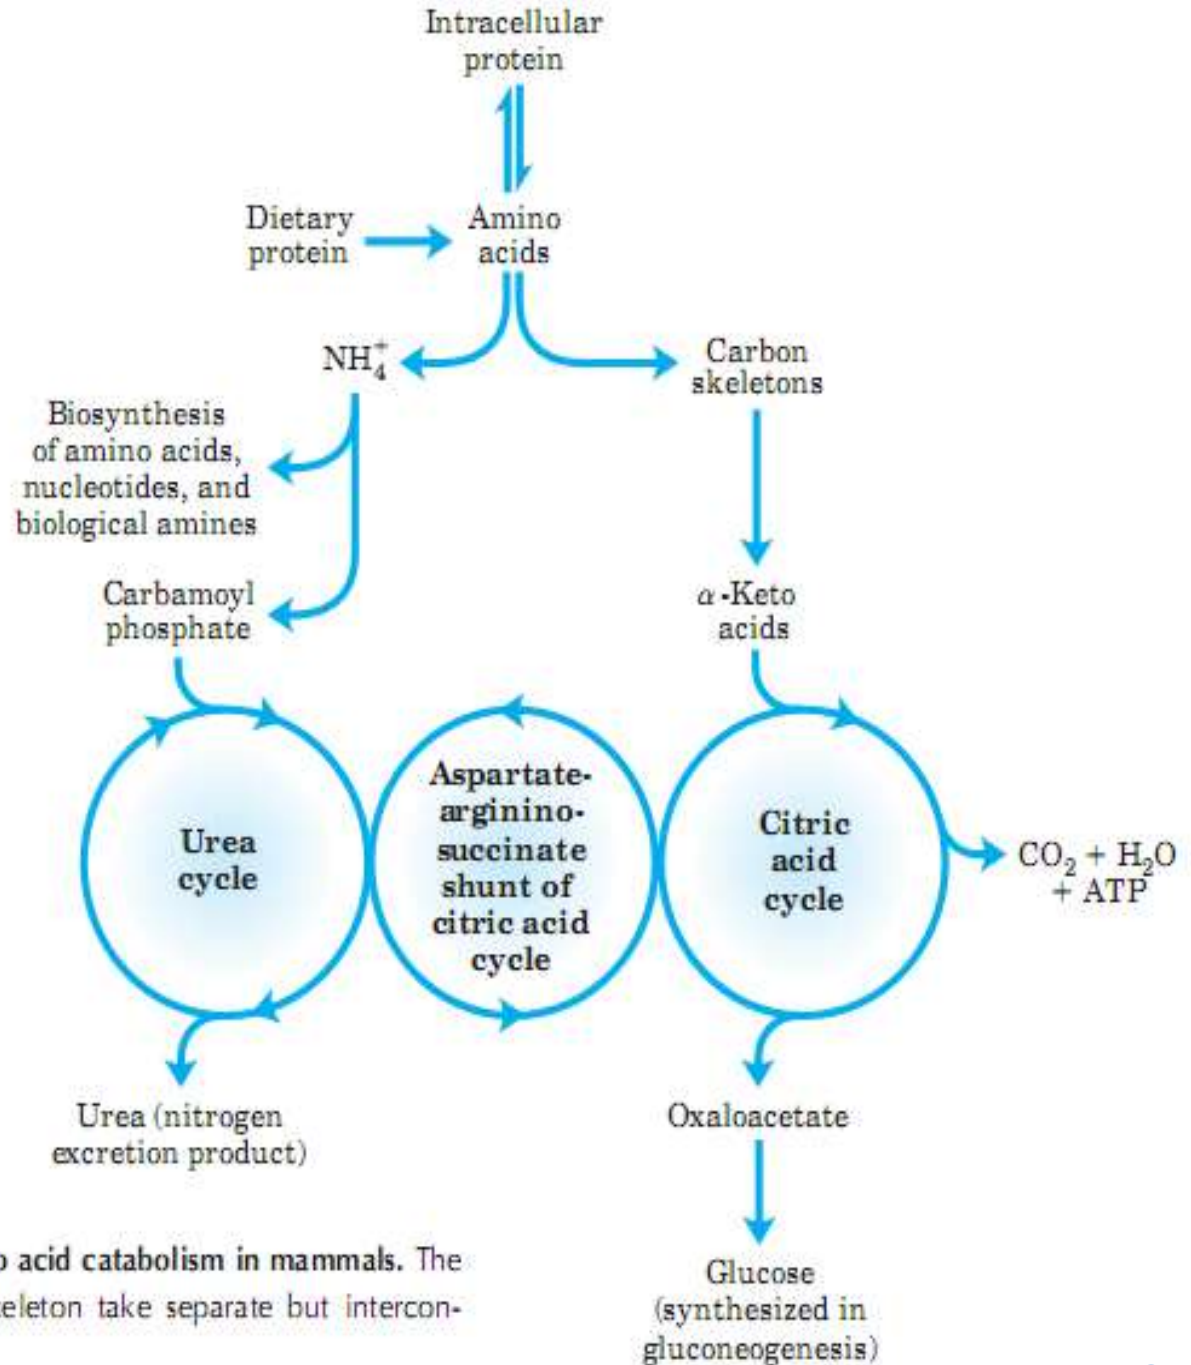 Intracellular
protein
Dietary
protein
Amino
acids
NH₄⁺
Carbon
skeletons
Biosynthesis
of amino acids,
nucleotides, and
biological amines
Carbamoyl
phosphate
α-Keto
acids
Urea
cycle
Aspartate-
arginino-
succinate
shunt of
citric acid
cycle
Citric
acid
cycle
CO₂ + H₂O
+ ATP
Urea (nitrogen
excretion product)
Oxaloacetate
Glucose
(synthesized in
gluconeogenesis)
acid catabolism in mammals. The
take separate but intercon-